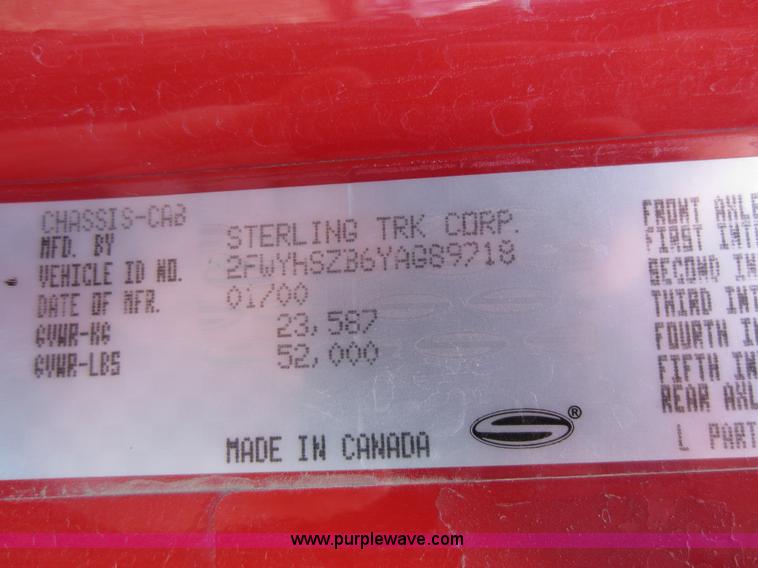 CHASSIS-CAB
MFD. BY STERLING TRK CORP.
VEHICLE ID NO. 2FWYHSZB6YAG89718
DATE OF MFR. 01/00
GVWR-KG 23,587
GVWR-LBS 52,000
MADE IN CANADA ®
FRONT AXLE
FIRST INT
SECOND IN
THIRD INT
FOURTH IN
FIFTH INT
REAR AXL
L PART
www.purplewave.com